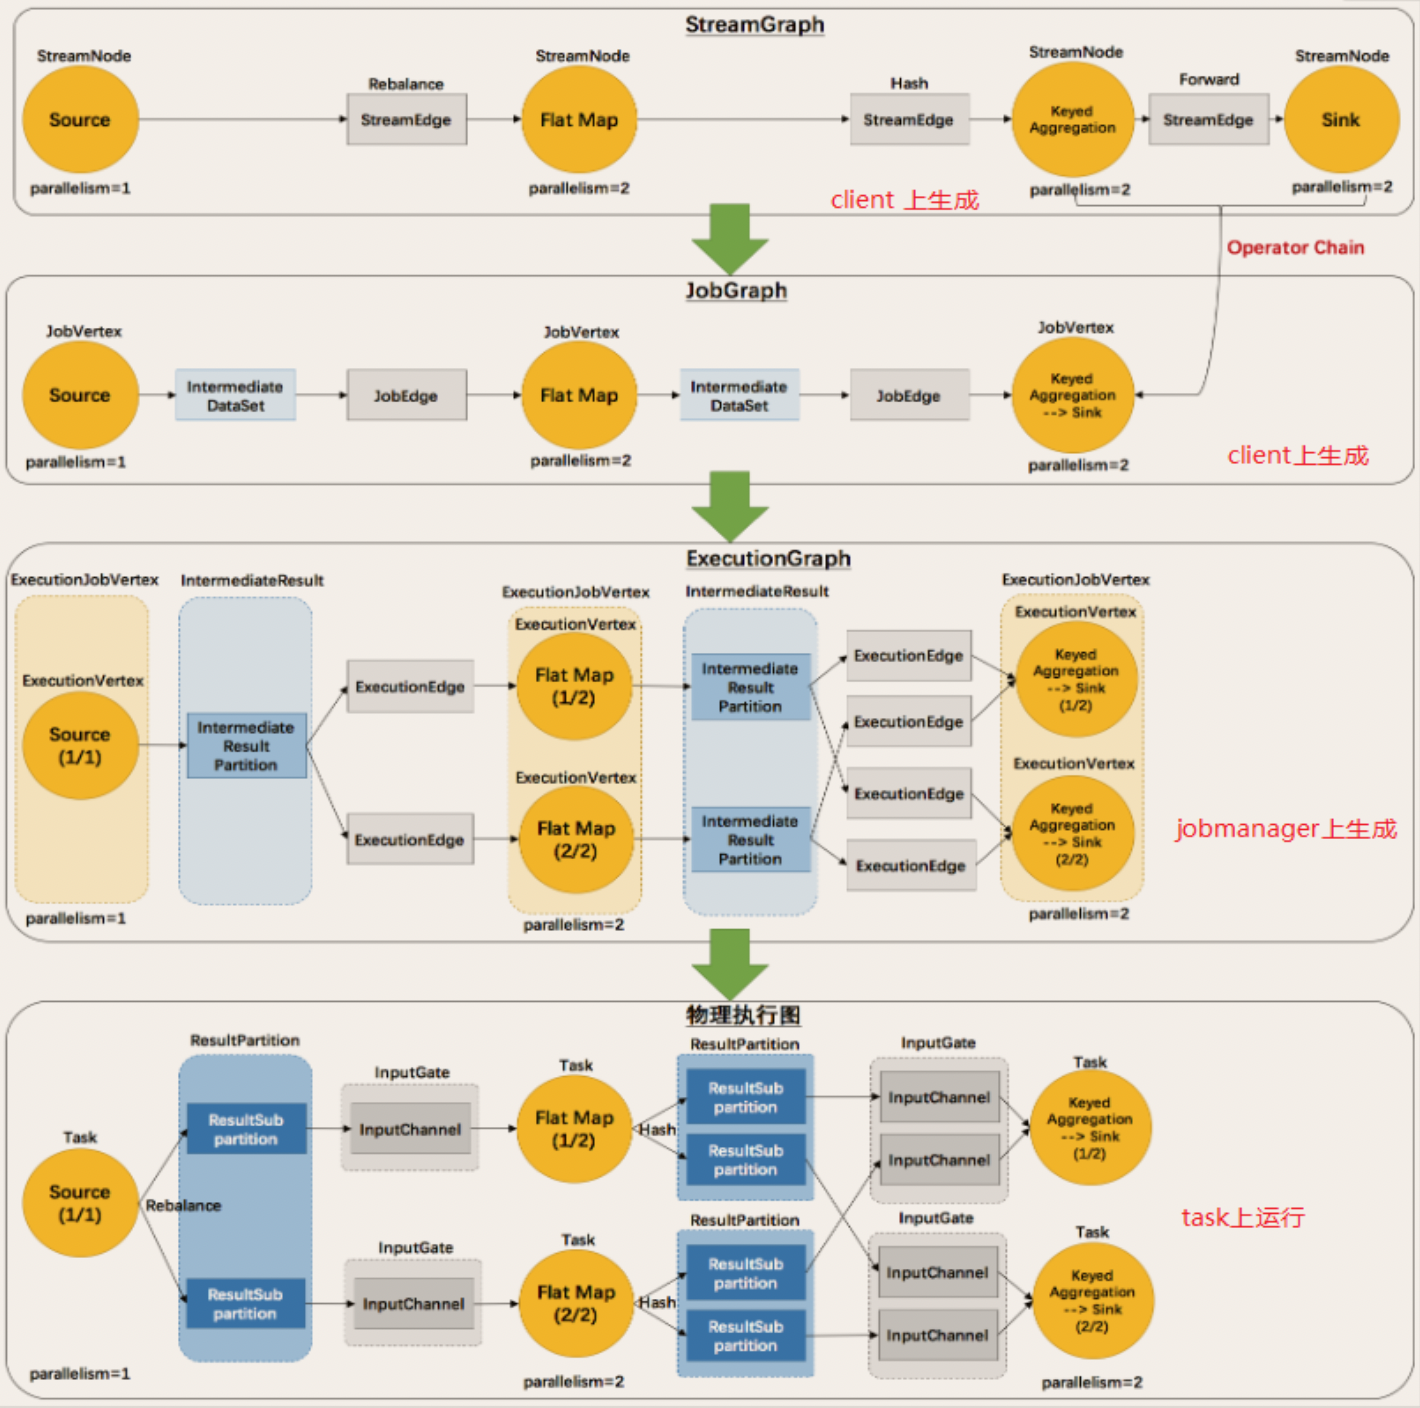 StreamGraph
StreamNode
StreamNode
StreamNode
StreamNode
Rebalance
Hash
Forward
Source
StreamEdge
Flat Map
StreamEdge
Keyed
Aggregation
StreamEdge
Sink
parallelism=1
parallelism=2
parallelism=2
parallelism=2
client 上生成
Operator Chain
JobGraph
JobVertex
JobVertex
JobVertex
Source
Intermediate
DataSet
JobEdge
Flat Map
Intermediate
DataSet
JobEdge
Keyed
Aggregation
--> Sink
parallelism=1
parallelism=2
parallelism=2
client上生成
ExecutionGraph
ExecutionJobVertex
IntermediateResult
ExecutionJobVertex
IntermediateResult
ExecutionJobVertex
ExecutionVertex
Source
(1/1)
Intermediate
Result
Partition
ExecutionEdge
ExecutionEdge
ExecutionVertex
Flat Map
(1/2)
ExecutionVertex
Flat Map
(2/2)
Intermediate
Result
Partition
Intermediate
Result
Partition
ExecutionEdge
ExecutionEdge
ExecutionEdge
ExecutionEdge
ExecutionVertex
Keyed
Aggregation
--> Sink
(1/2)
ExecutionVertex
Keyed
Aggregation
--> Sink
(2/2)
jobmanager上生成
parallelism=1
parallelism=2
parallelism=2
物理执行图
ResultPartition
InputGate
Task
ResultPartition
InputGate
Task
Task
Source
(1/1)
Rebalance
ResultSub
partition
ResultSub
partition
InputChannel
InputGate
InputChannel
Flat Map
(1/2)
Hash
Task
Flat Map
(2/2)
Hash
ResultSub
partition
ResultSub
partition
ResultPartition
ResultSub
partition
ResultSub
partition
InputChannel
InputChannel
InputGate
InputChannel
InputChannel
Keyed
Aggregation
--> Sink
(1/2)
Task
Keyed
Aggregation
--> Sink
(2/2)
task上运行
parallelism=1
parallelism=2
parallelism=2